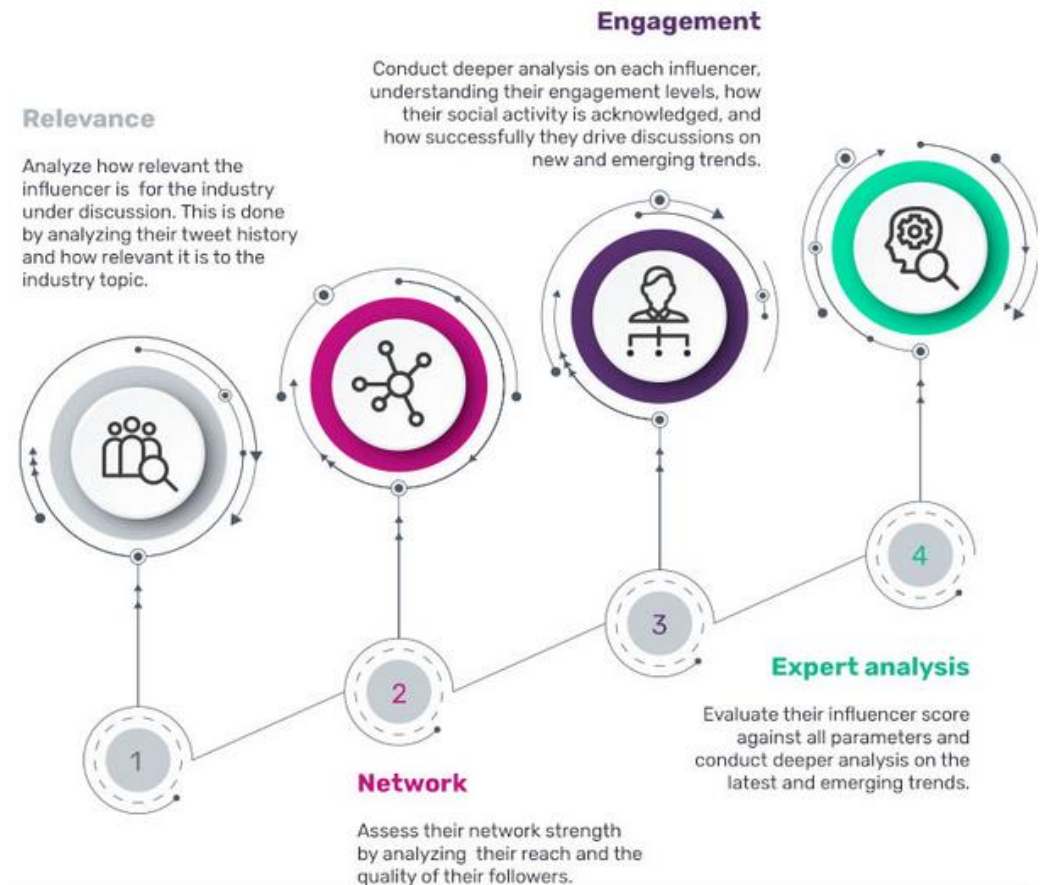 Engagement
Conduct deeper analysis on each influencer,
understanding their engagement levels, how
their social activity is acknowledged, and
how successfully they drive discussions on
new and emerging trends.
Relevance
Analyze how relevant the
influencer is for the industry
under discussion. This is done
by analyzing their tweet history
and how relevant it is to the
industry topic.
1
2
3
4
Network
Assess their network strength
by analyzing their reach and the
quality of their followers.
Expert analysis
Evaluate their influencer score
against all parameters and
conduct deeper analysis on the
latest and emerging trends.